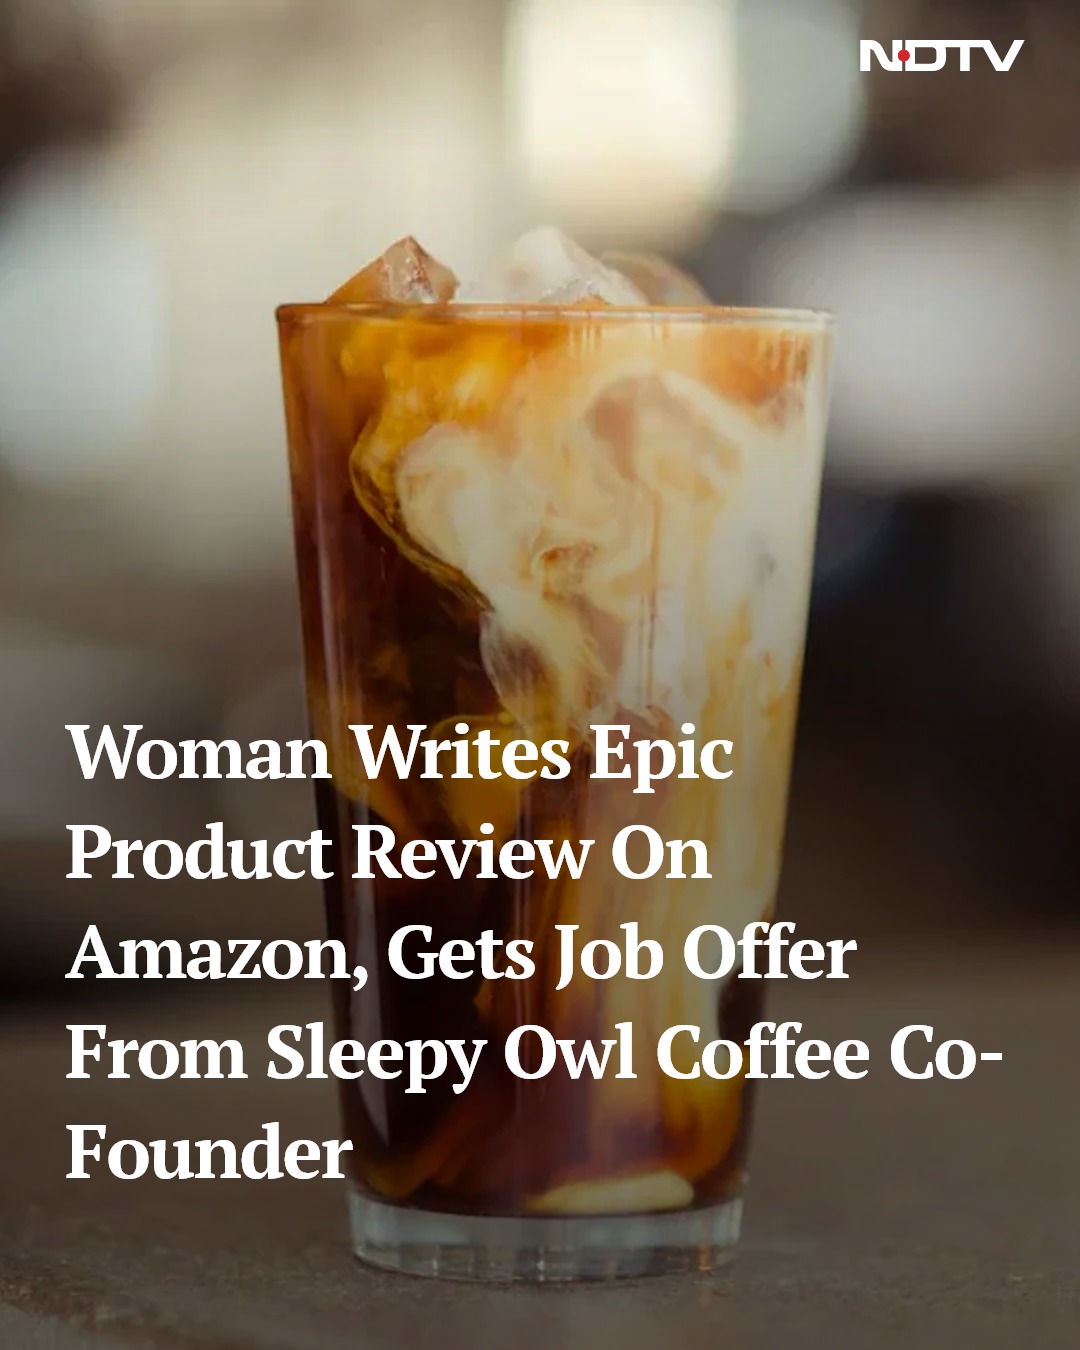 NDTV
Woman Writes Epic
Product Review On
Amazon, Gets Job Offer
From Sleepy Owl Coffee Co-
Founder